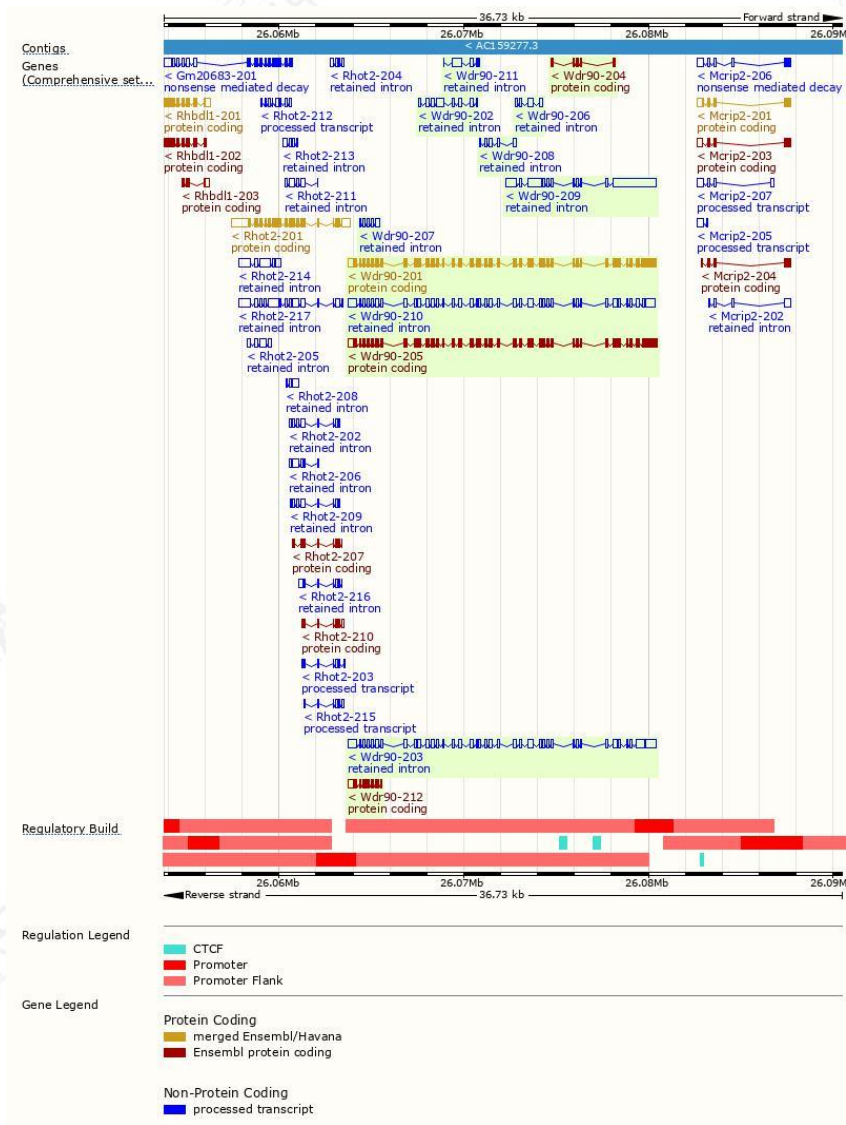 36.73 kb Forward strand
26.06Mb 26.07Mb 26.08Mb 26.09M
Contigs < AC159277.3
Genes
(Comprehensive set...
< Gm20683-201 < Rhot2-204 < Wdr90-211 < Wdr90-204 < Mcrip2-206
nonsense mediated decay retained intron retained intron protein coding nonsense mediated decay
< Rhbdl1-201 < Rhot2-212 < Wdr90-202 < Wdr90-206 < Mcrip2-201
protein coding processed transcript retained intron retained intron protein coding
< Rhbdl1-202 < Rhot2-213 < Wdr90-208 < Mcrip2-203
protein coding retained intron retained intron protein coding
< Rhbdl1-203 < Rhot2-211 < Wdr90-209 < Mcrip2-207
protein coding retained intron retained intron processed transcript
< Rhot2-201 < Wdr90-207 < Mcrip2-205
protein coding retained intron processed transcript
< Rhot2-214 < Wdr90-201 < Mcrip2-204
retained intron protein coding protein coding
< Rhot2-217 < Wdr90-210 < Mcrip2-202
retained intron retained intron retained intron
< Rhot2-205 < Wdr90-205
retained intron protein coding
< Rhot2-208
retained intron
< Rhot2-202
retained intron
< Rhot2-206
retained intron
< Rhot2-209
retained intron
< Rhot2-207
protein coding
< Rhot2-216
retained intron
< Rhot2-210
protein coding
< Rhot2-203
processed transcript
< Rhot2-215
processed transcript
< Wdr90-203
retained intron
< Wdr90-212
protein coding
Regulatory Build
26.06Mb 26.07Mb 26.08Mb 26.09M
Reverse strand 36.73 kb
Regulation Legend
CTCF
Promoter
Promoter Flank
Gene Legend
Protein Coding
merged Ensembl/Havana
Ensembl protein coding
Non-Protein Coding
processed transcript